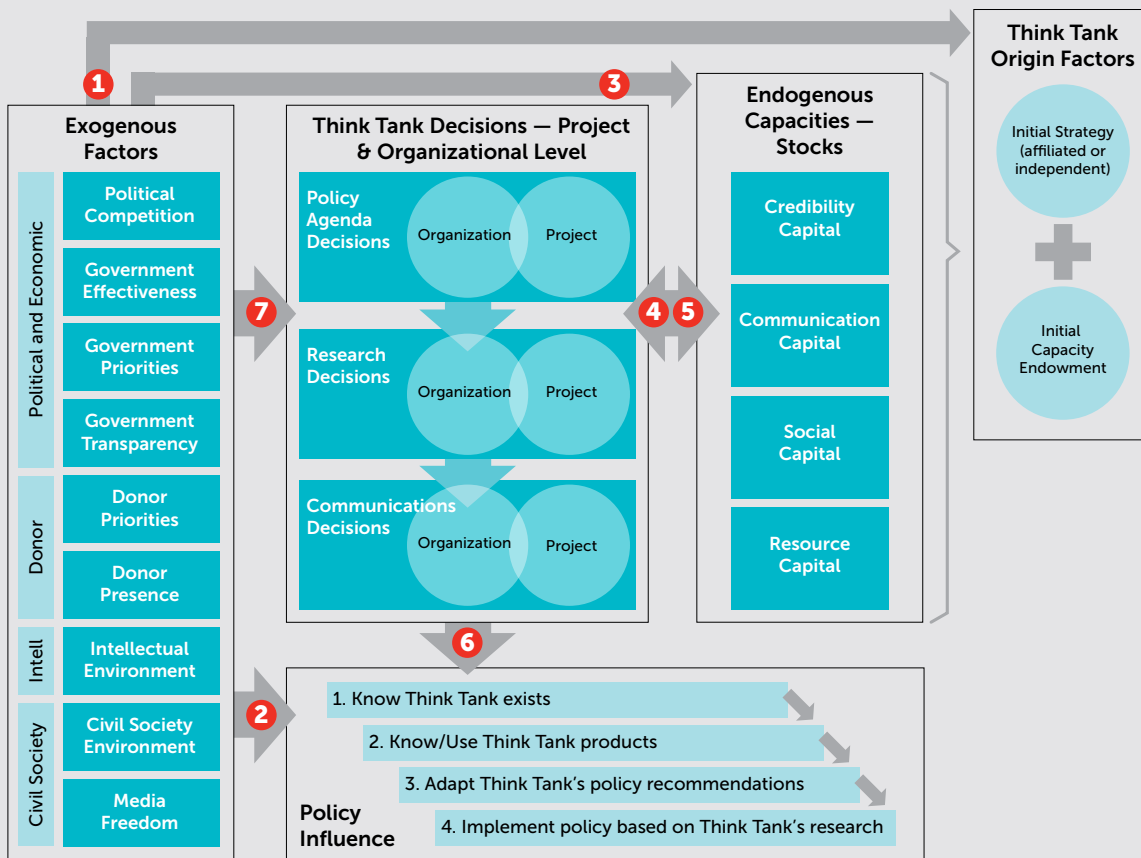 1
3
Think Tank
Origin Factors
Initial Strategy
(affiliated or
independent)
Initial
Capacity
Endowment
Exogenous
Factors
Political and Economic
Political
Competition
Government
Effectiveness
Government
Priorities
Government
Transparency
Donor
Donor
Priorities
Donor
Presence
Intell
Intellectual
Environment
Civil Society
Civil Society
Environment
Media
Freedom
7
2
Think Tank Decisions — Project
& Organizational Level
Policy
Agenda
Decisions
Organization
Project
Research
Decisions
Organization
Project
Communications
Decisions
Organization
Project
4
5
6
Endogenous
Capacities —
Stocks
Credibility
Capital
Communication
Capital
Social
Capital
Resource
Capital
1. Know Think Tank exists
2. Know/Use Think Tank products
3. Adapt Think Tank’s policy recommendations
4. Implement policy based on Think Tank’s research
Policy
Influence